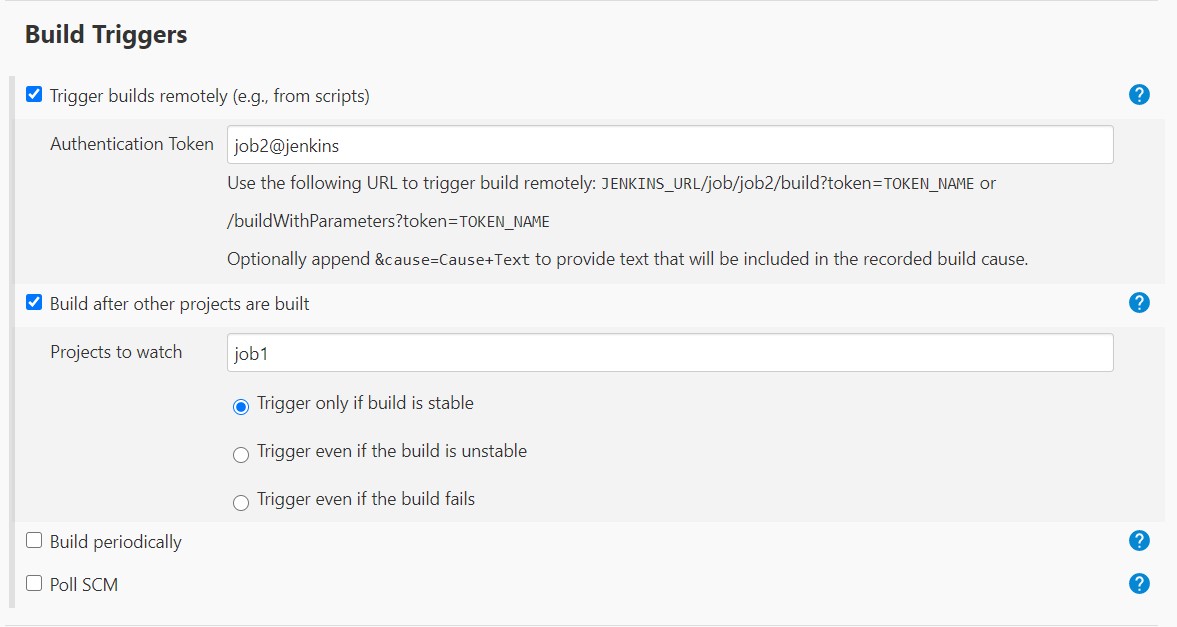 Build Triggers
Trigger builds remotely (e.g., from scripts)
?
Authentication Token
job2@jenkins
Use the following URL to trigger build remotely: JENKINS_URL/job/job2/build?token=TOKEN_NAME or
/buildWithParameters?token=TOKEN_NAME
Optionally append &cause=Cause+Text to provide text that will be included in the recorded build cause.
Build after other projects are built
?
Projects to watch
job1
Trigger only if build is stable
Trigger even if the build is unstable
Trigger even if the build fails
Build periodically
?
Poll SCM
?